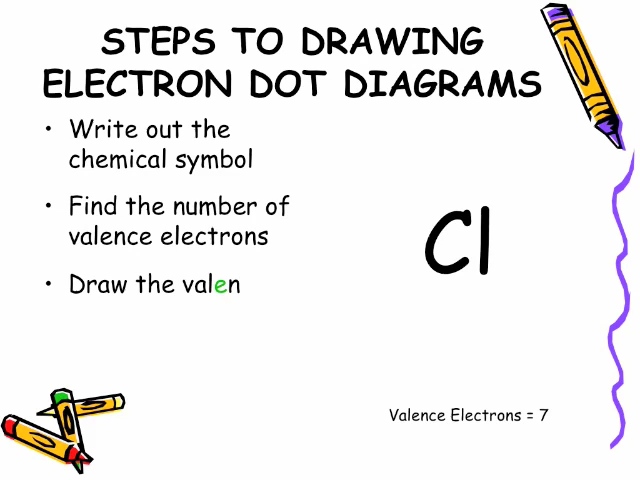 STEPS TO DRAWING
ELECTRON DOT DIAGRAMS
• Write out the
chemical symbol
• Find the number of
valence electrons
• Draw the valen
Cl
Valence Electrons = 7